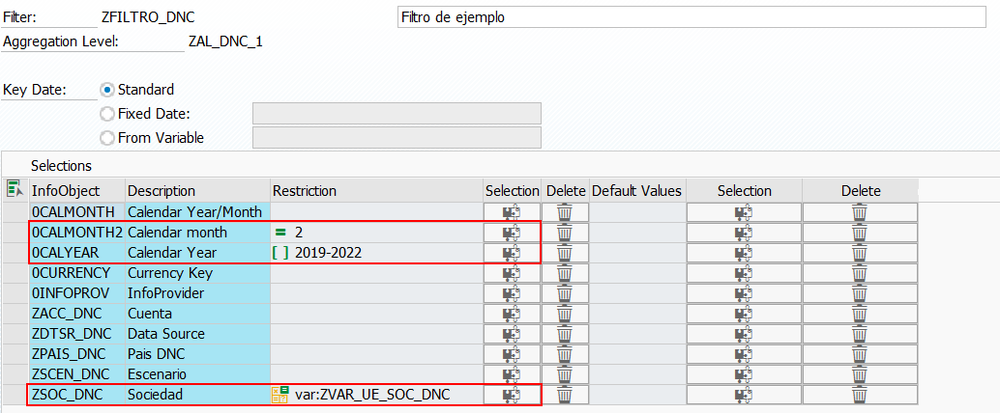 Filter: ZFILTRO_DNC Filtro de ejemplo
Aggregation Level: ZAL_DNC_1
Key Date: Standard
Fixed Date:
From Variable
Selections
InfoObject Description Restriction Selection Delete Default Values Selection Delete
0CALMONTH Calendar Year/Month
0CALMONTH2 Calendar month = 2
0CALYEAR Calendar Year [ ] 2019-2022
0CURRENCY Currency Key
0INFOPROV InfoProvider
ZACC_DNC Cuenta
ZDTSR_DNC Data Source
ZPAIS_DNC Pais DNC
ZSCEN_DNC Escenario
ZSOC_DNC Sociedad var:ZVAR_UE_SOC_DNC